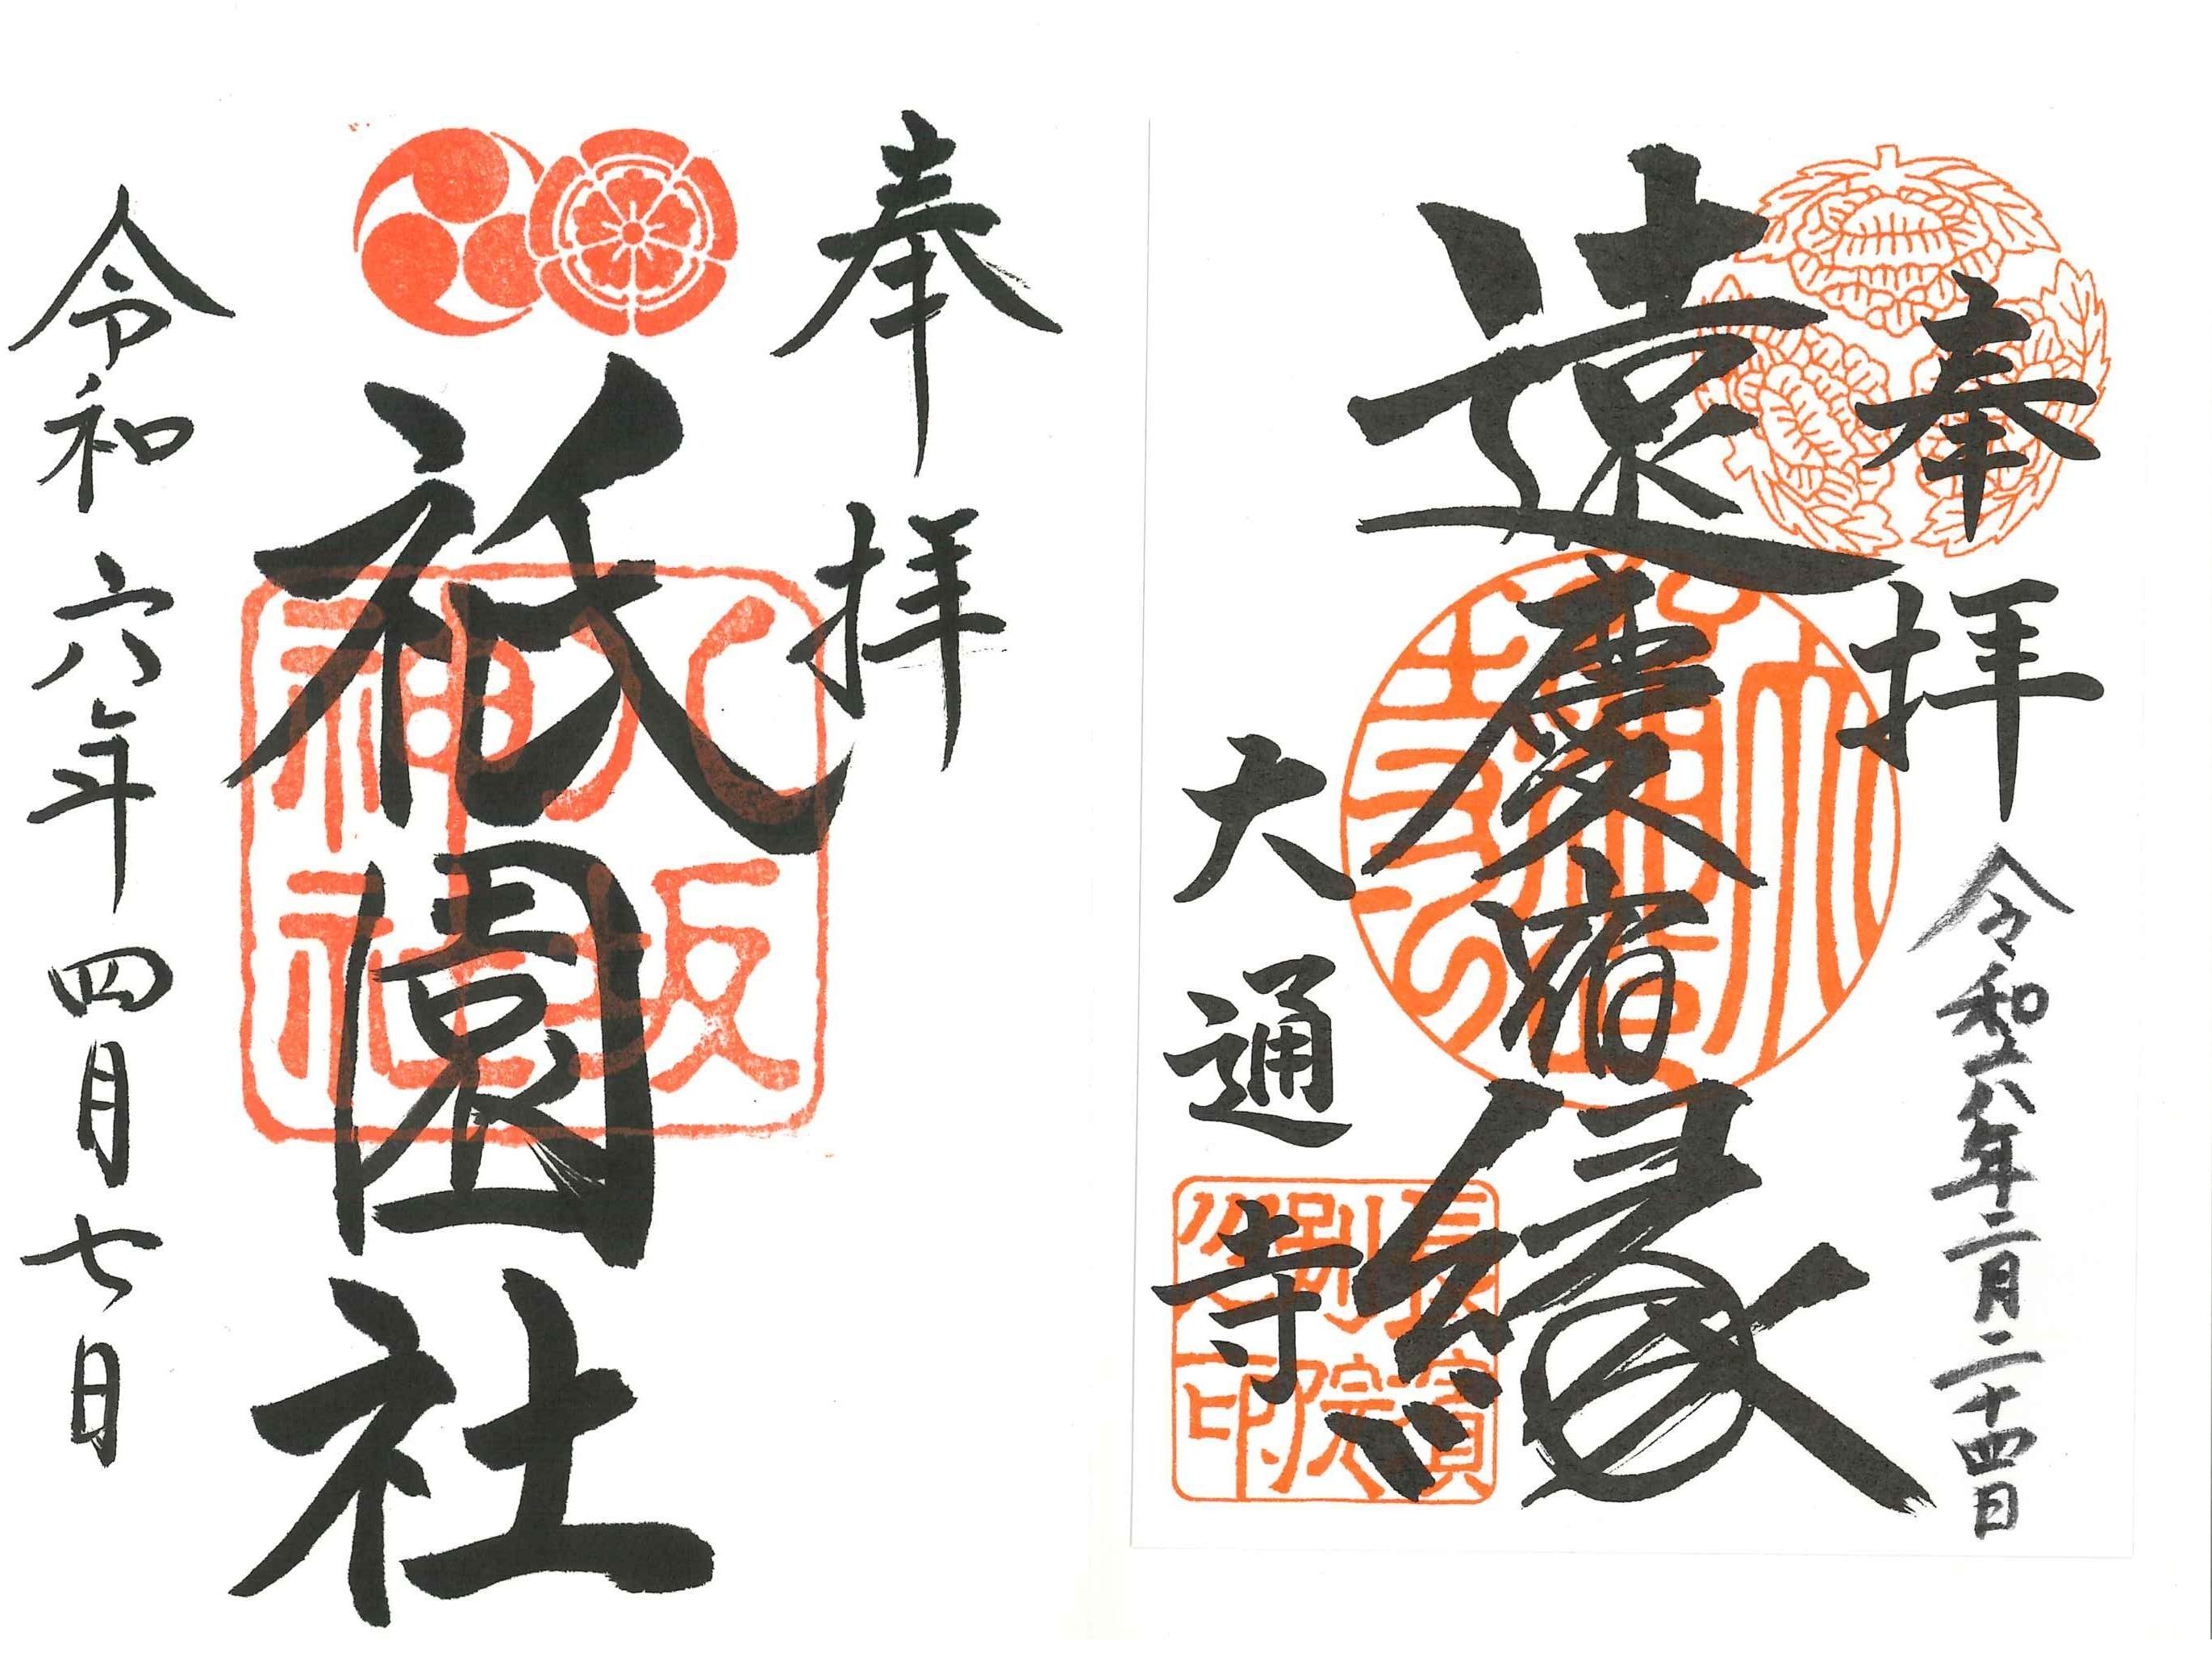 奉拝
令和六年二月二十四日
遠慶宿縁
大通寺
長濱別院之印
奉拝
祇園社
八坂神社
令和六年四月七日